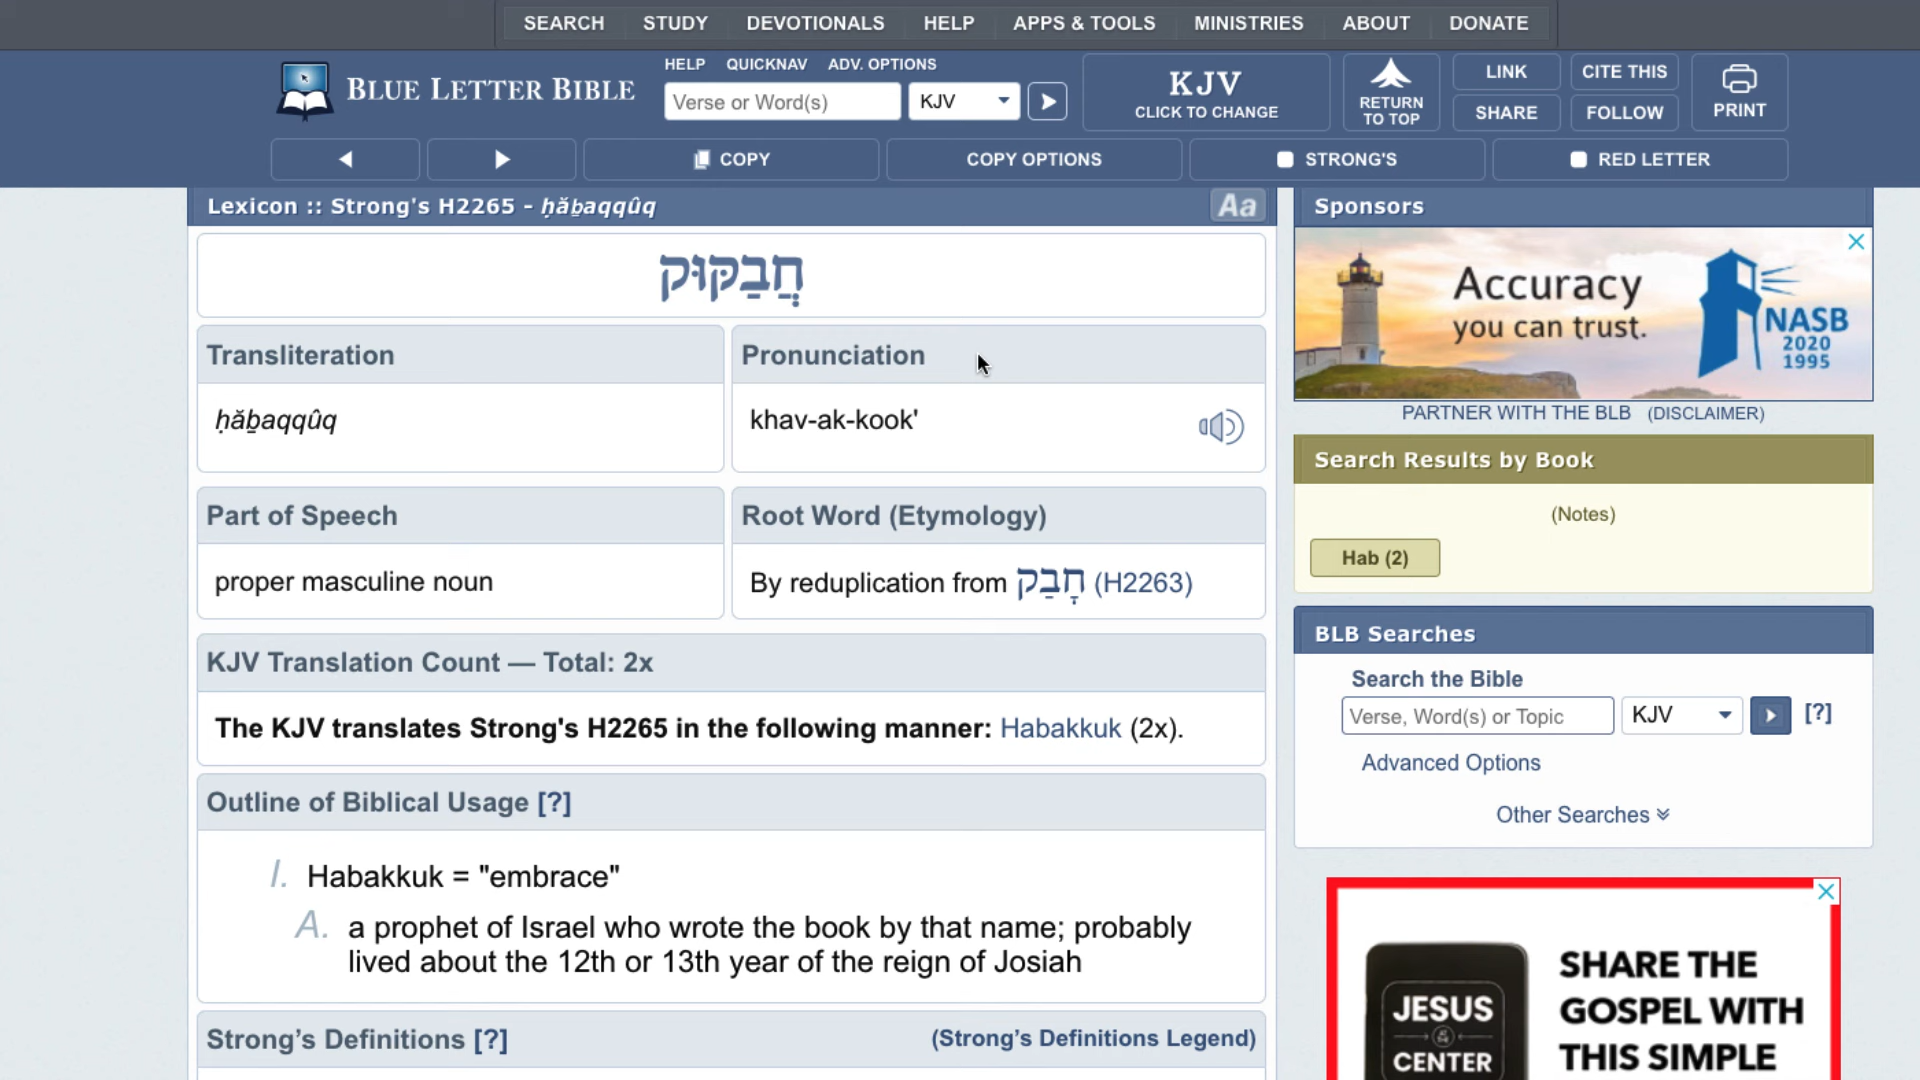 SEARCH STUDY DEVOTIONALS HELP APPS & TOOLS MINISTRIES ABOUT DONATE
BLUE LETTER BIBLE
HELP QUICKNAV ADV. OPTIONS
Verse or Word(s) KJV
KJV
CLICK TO CHANGE
RETURN
TO TOP
LINK
CITE THIS
SHARE
FOLLOW
PRINT
COPY
COPY OPTIONS
STRONG'S
RED LETTER
Lexicon :: Strong's H2265 - ḥăḇaqqûq
Aa
חֲבַקּוּק
Transliteration
ḥăḇaqqûq
Pronunciation
khav-ak-kook'
Part of Speech
proper masculine noun
Root Word (Etymology)
By reduplication from חָבַק (H2263)
KJV Translation Count — Total: 2x
The KJV translates Strong's H2265 in the following manner: Habakkuk (2x).
Outline of Biblical Usage [?]
I. Habakkuk = "embrace"
A. a prophet of Israel who wrote the book by that name; probably
lived about the 12th or 13th year of the reign of Josiah
Strong’s Definitions [?]
(Strong’s Definitions Legend)
Sponsors
Accuracy
you can trust.
NASB
2020
1995
PARTNER WITH THE BLB (DISCLAIMER)
Search Results by Book
(Notes)
Hab (2)
BLB Searches
Search the Bible
Verse, Word(s) or Topic KJV [?]
Advanced Options
Other Searches
JESUS
CENTER
SHARE THE
GOSPEL WITH
THIS SIMPLE